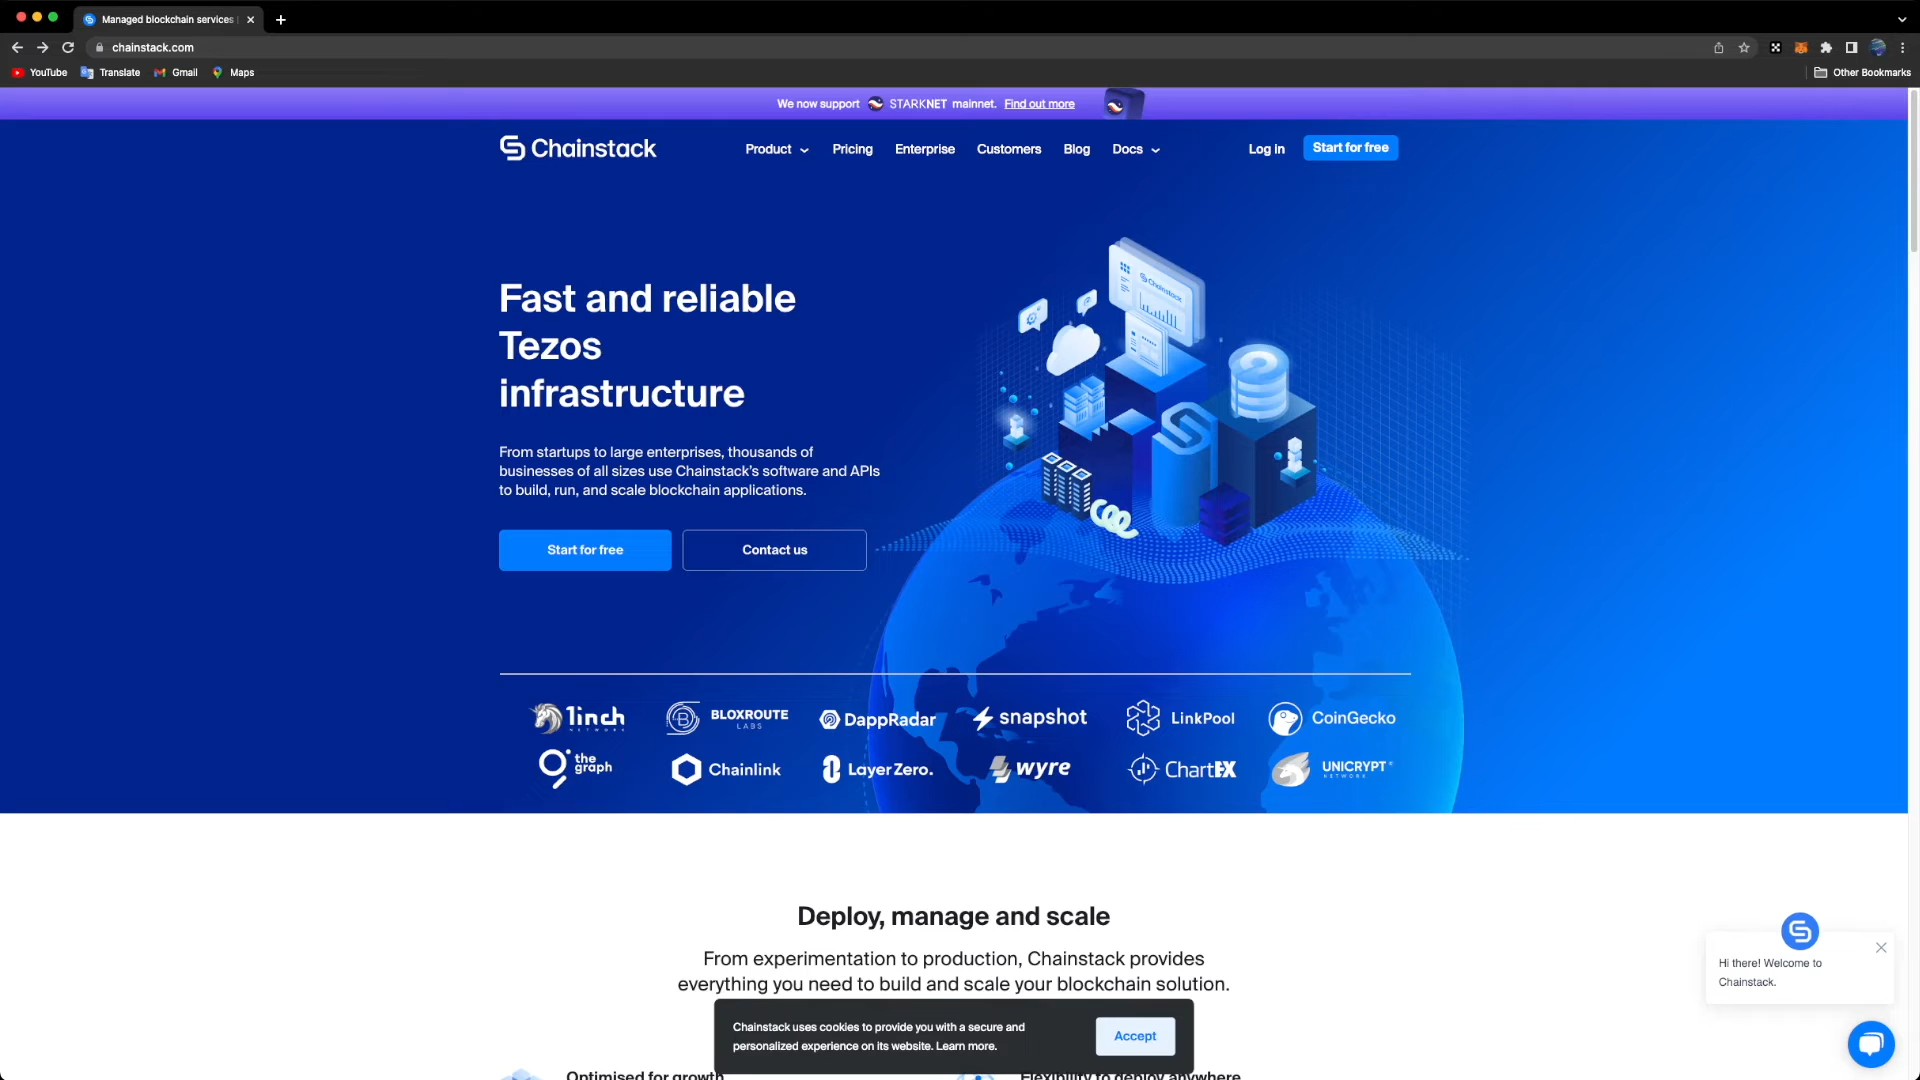 Managed blockchain services
chainstack.com
YouTube
Translate
Gmail
Maps
Other Bookmarks
We now support STARKNET mainnet. Find out more
Chainstack
Product
Pricing
Enterprise
Customers
Blog
Docs
Log in
Start for free
Chainstack
Fast and reliable
Tezos
infrastructure
From startups to large enterprises, thousands of
businesses of all sizes use Chainstack's software and APIs
to build, run, and scale blockchain applications.
Start for free
Contact us
1inch
NETWORK
BLOXROUTE
LABS
DappRadar
snapshot
LinkPool
CoinGecko
the
graph
Chainlink
LayerZero.
wyre
ChartEX
UNICRYPT
NETWORK
Deploy, manage and scale
From experimentation to production, Chainstack provides
everything you need to build and scale your blockchain solution.
Hi there! Welcome to
Chainstack.
Chainstack uses cookies to provide you with a secure and
personalized experience on its website. Learn more.
Accept
Optimised for growth
Flexibility to deploy anywhere